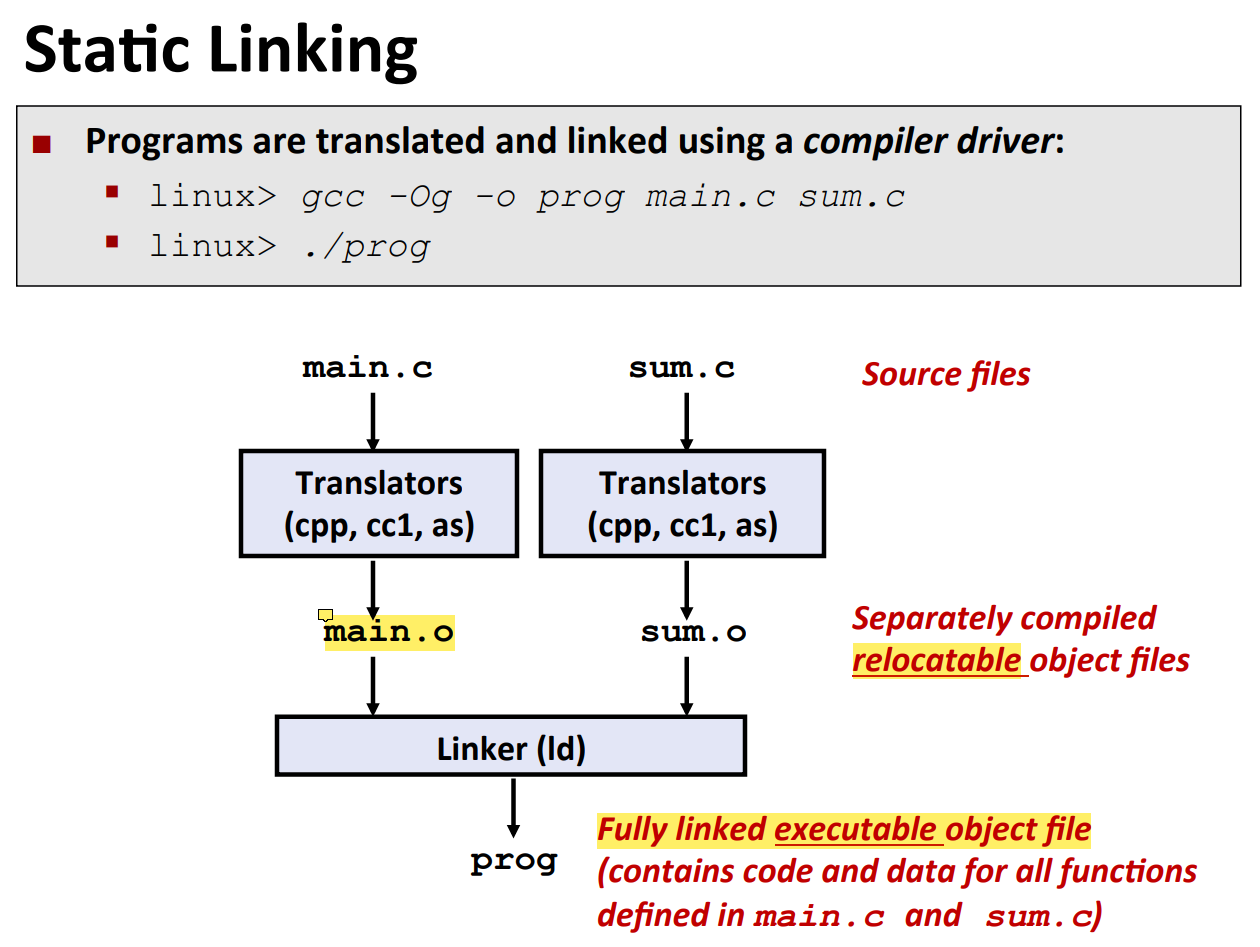 Static Linking
Programs are translated and linked using a compiler driver:
linux> gcc -Og -o prog main.c sum.c
linux> ./prog
main.c
sum.c
Source files
Translators
(cpp, cc1, as)
Translators
(cpp, cc1, as)
main.o
sum.o
Separately compiled
relocatable object files
Linker (ld)
prog
Fully linked executable object file
(contains code and data for all functions
defined in main.c and sum.c)